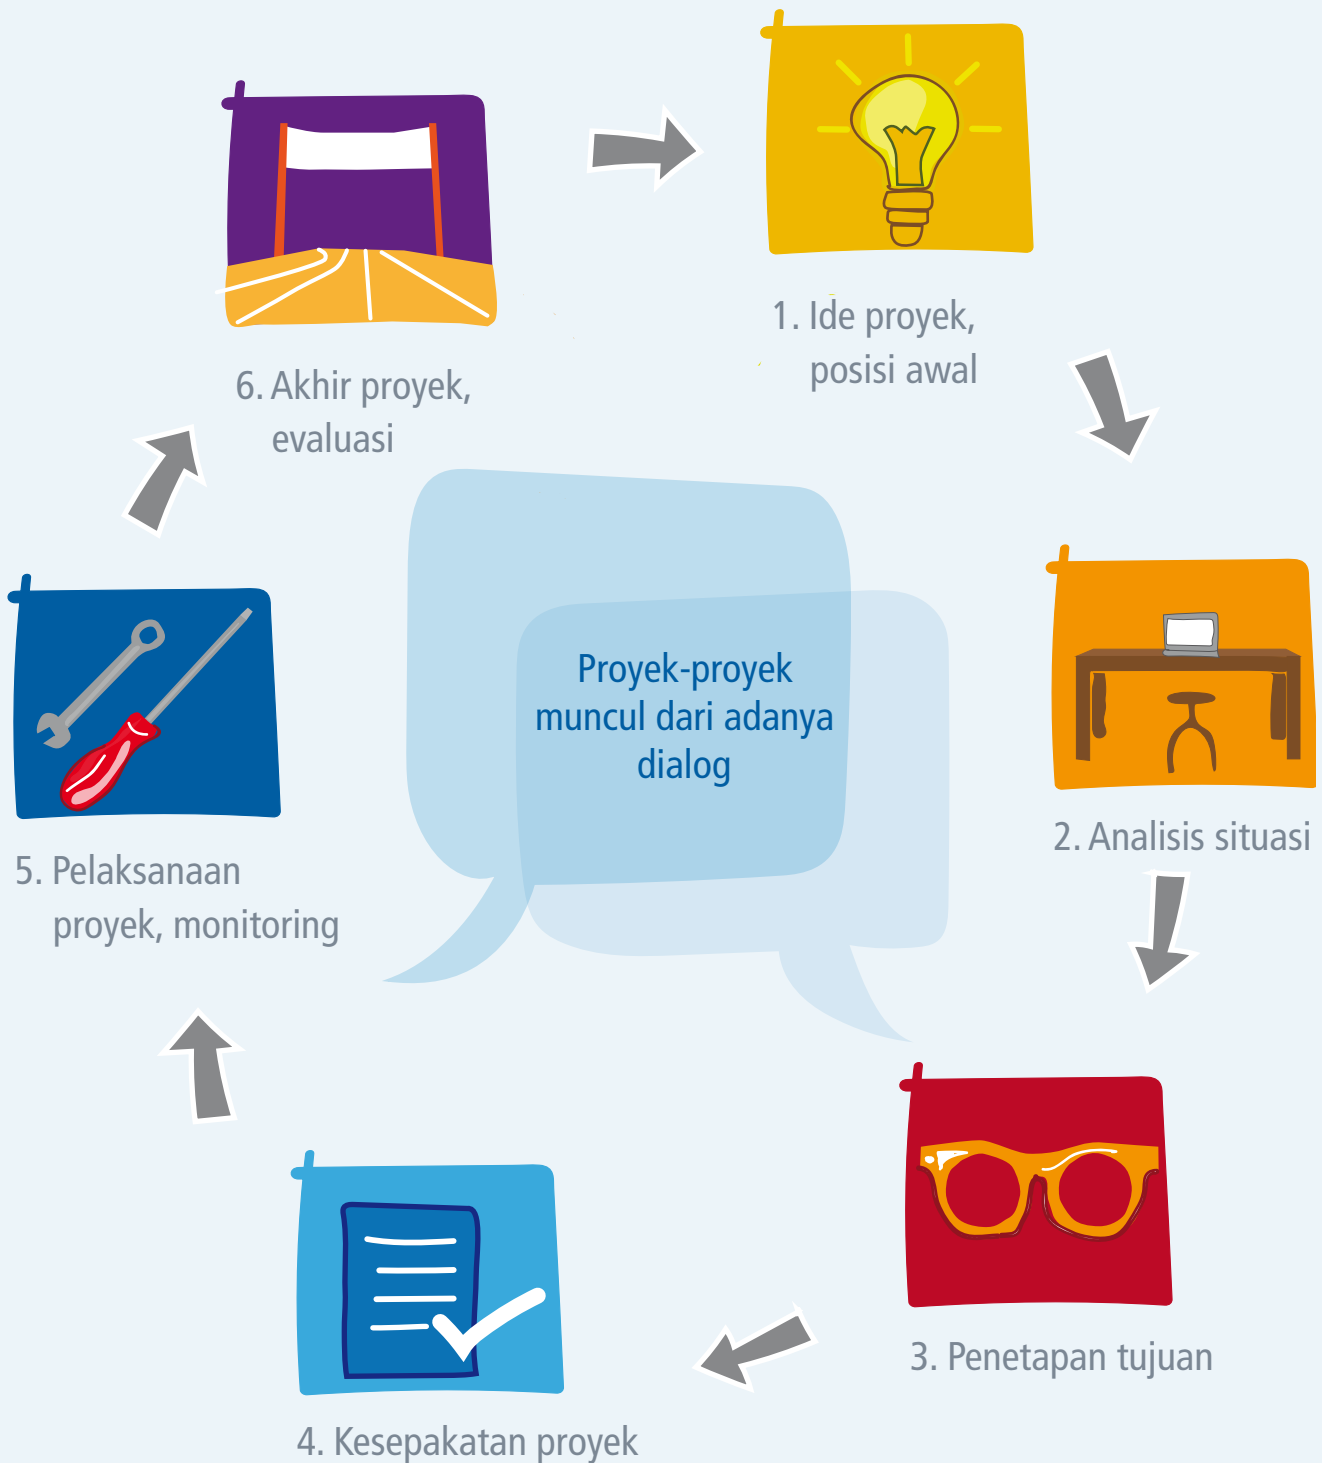 1. Ide proyek,
posisi awal
2. Analisis situasi
3. Penetapan tujuan
4. Kesepakatan proyek
5. Pelaksanaan
proyek, monitoring
6. Akhir proyek,
evaluasi
Proyek-proyek
muncul dari adanya
dialog